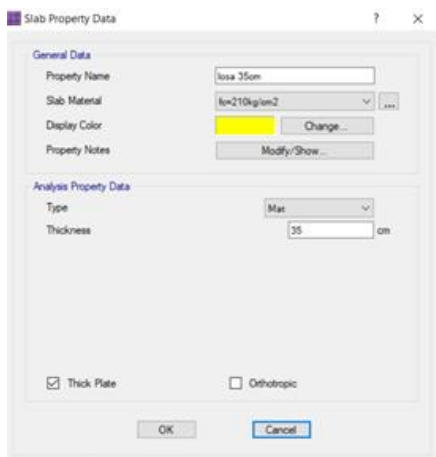 Slab Property Data
General Data
Property Name losa 35cm
Slab Material fc=210kg/cm2 ...
Display Color Change...
Property Notes Modify/Show...
Analysis Property Data
Type Mat
Thickness 35 cm
Thick Plate Orthotropic
OK Cancel